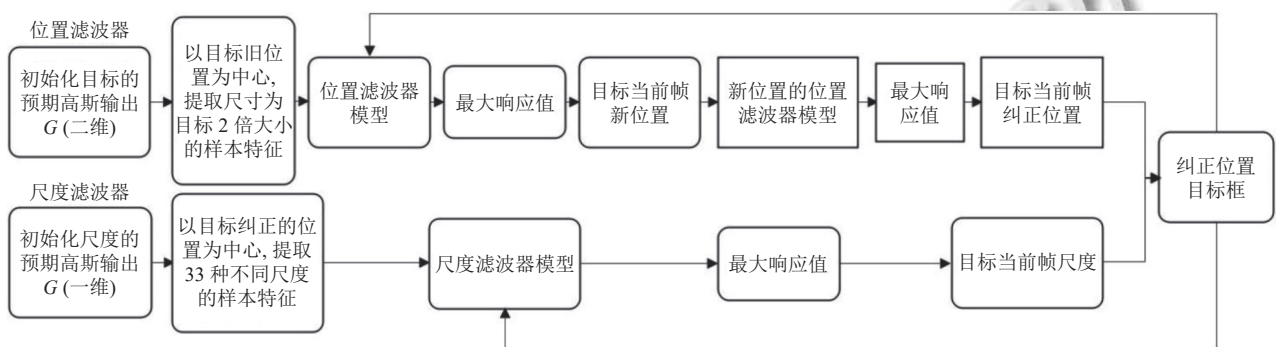 位置滤波器
初始化目标的
预期高斯输出
G (二维)
以目标旧位
置为中心,
提取尺寸为
目标 2 倍大小
的样本特征
位置滤波器
模型
最大响应值
目标当前帧
新位置
新位置的位置
滤波器模型
最大响
应值
目标当前帧
纠正位置
纠正位置
目标框
尺度滤波器
初始化尺度的
预期高斯输出
G (一维)
以目标纠正的位
置为中心, 提取
33 种不同尺度
的样本特征
尺度滤波器模型
最大响应值
目标当前帧尺度